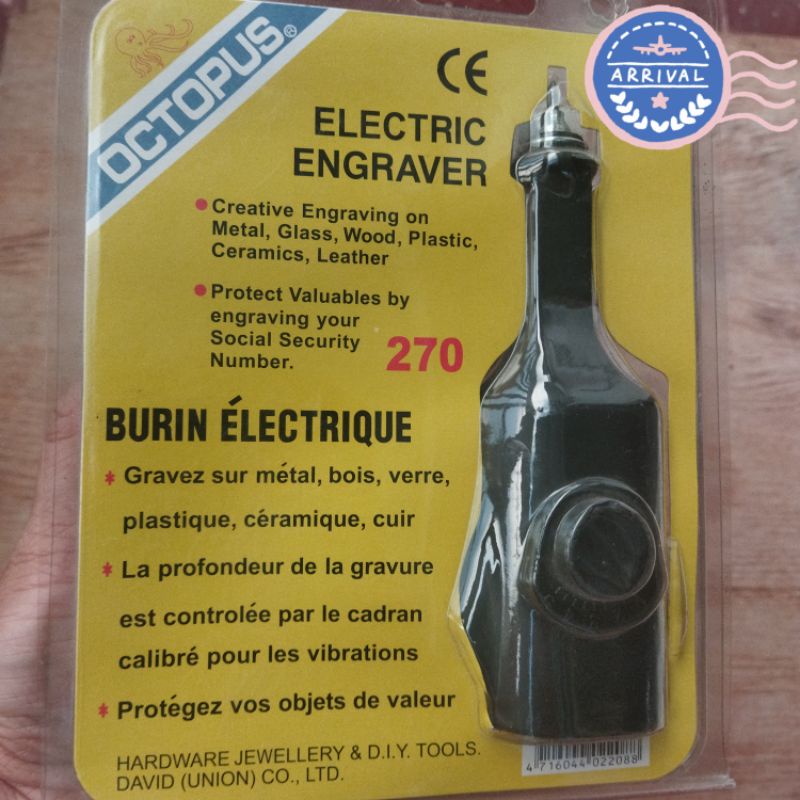 OCTOPUS®
CE
ARRIVAL
ELECTRIC
ENGRAVER
Creative Engraving on
Metal, Glass, Wood, Plastic,
Ceramics, Leather
Protect Valuables by
engraving your
Social Security
Number.
270
BURIN ÉLECTRIQUE
Gravez sur métal, bois, verre,
plastique, céramique, cuir
La profondeur de la gravure
est controlée par le cadran
calibré pour les vibrations
Protégez vos objets de valeur
HARDWARE JEWELLERY & D.I.Y. TOOLS.
DAVID (UNION) CO., LTD.
4 716044 022088